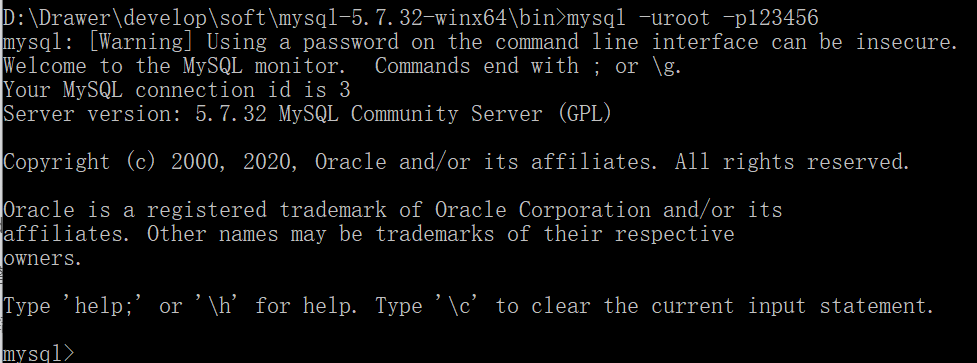 D:\Drawer\develop\soft\mysql-5.7.32-winx64\bin>mysql -uroot -p123456
mysql: [Warning] Using a password on the command line interface can be insecure.
Welcome to the MySQL monitor.  Commands end with ; or \g.
Your MySQL connection id is 3
Server version: 5.7.32 MySQL Community Server (GPL)

Copyright (c) 2000, 2020, Oracle and/or its affiliates. All rights reserved.

Oracle is a registered trademark of Oracle Corporation and/or its
affiliates. Other names may be trademarks of their respective
owners.

Type 'help;' or '\h' for help. Type '\c' to clear the current input statement.

mysql>